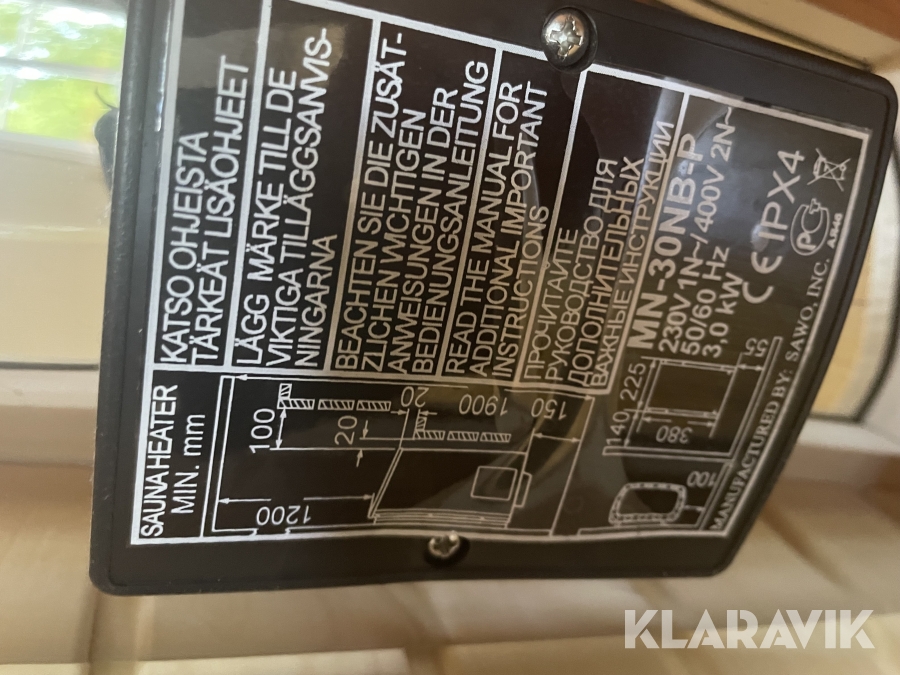 SAUNA HEATER
MIN. mm
KATSO OHJEISTA
TÄRKEÄT LISÄOHJEET
LÄGG MÄRKE TILL DE
VIKTIGA TILLÄGGSANVIS-
NINGARNA
BEACHTEN SIE DIE ZUSÄT-
ZLICHEN WICHTIGEN
ANWEISUNGEN IN DER
BEDIENUNGSANLEITUNG
READ THE MANUAL FOR
ADDITIONAL IMPORTANT
INSTRUCTIONS
ПРОЧИТАЙТЕ
РУКОВОДСТВО ДЛЯ
ДОПОЛНИТЕЛЬНЫХ
ВАЖНЫЕ ИНСТРУКЦИИ
MN-30NB-P
230V 1N~/400V 2N~
50/60 Hz
3,0 kW
CE IPX4
PC
A346
1200
100
20
20
1900
150
140
225
380
55
100
MANUFACTURED BY: SAWO, INC.
KLARAVIK